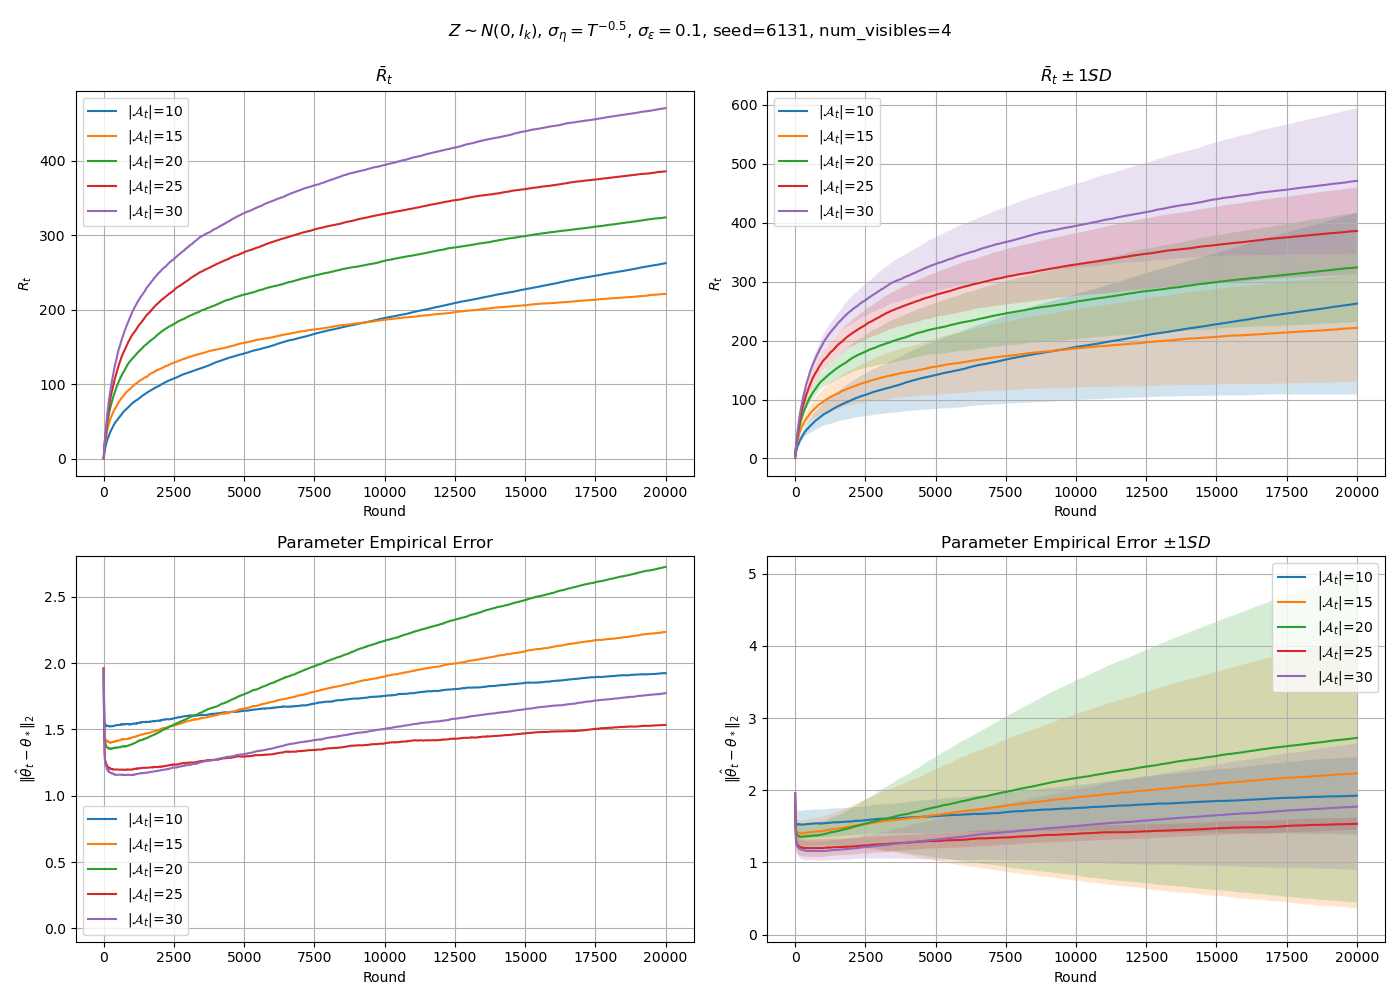 Z ∼ N(0, I_k), σ_η = T^{−0.5}, σ_ε = 0.1, seed=6131, num_visibles=4
R̄_t
R_t
400
300
200
100
0
|𝒜_t|=10
|𝒜_t|=15
|𝒜_t|=20
|𝒜_t|=25
|𝒜_t|=30
0 2500 5000 7500 10000 12500 15000 17500 20000
Round
R̄_t ± 1SD
R_t
600
500
400
300
200
100
0
|𝒜_t|=10
|𝒜_t|=15
|𝒜_t|=20
|𝒜_t|=25
|𝒜_t|=30
0 2500 5000 7500 10000 12500 15000 17500 20000
Round
Parameter Empirical Error
‖θ̂_t − θ_*‖_2
2.5
2.0
1.5
1.0
0.5
0.0
|𝒜_t|=10
|𝒜_t|=15
|𝒜_t|=20
|𝒜_t|=25
|𝒜_t|=30
0 2500 5000 7500 10000 12500 15000 17500 20000
Round
Parameter Empirical Error ±1SD
‖θ̂_t − θ_*‖_2
5
4
3
2
1
0
|𝒜_t|=10
|𝒜_t|=15
|𝒜_t|=20
|𝒜_t|=25
|𝒜_t|=30
0 2500 5000 7500 10000 12500 15000 17500 20000
Round